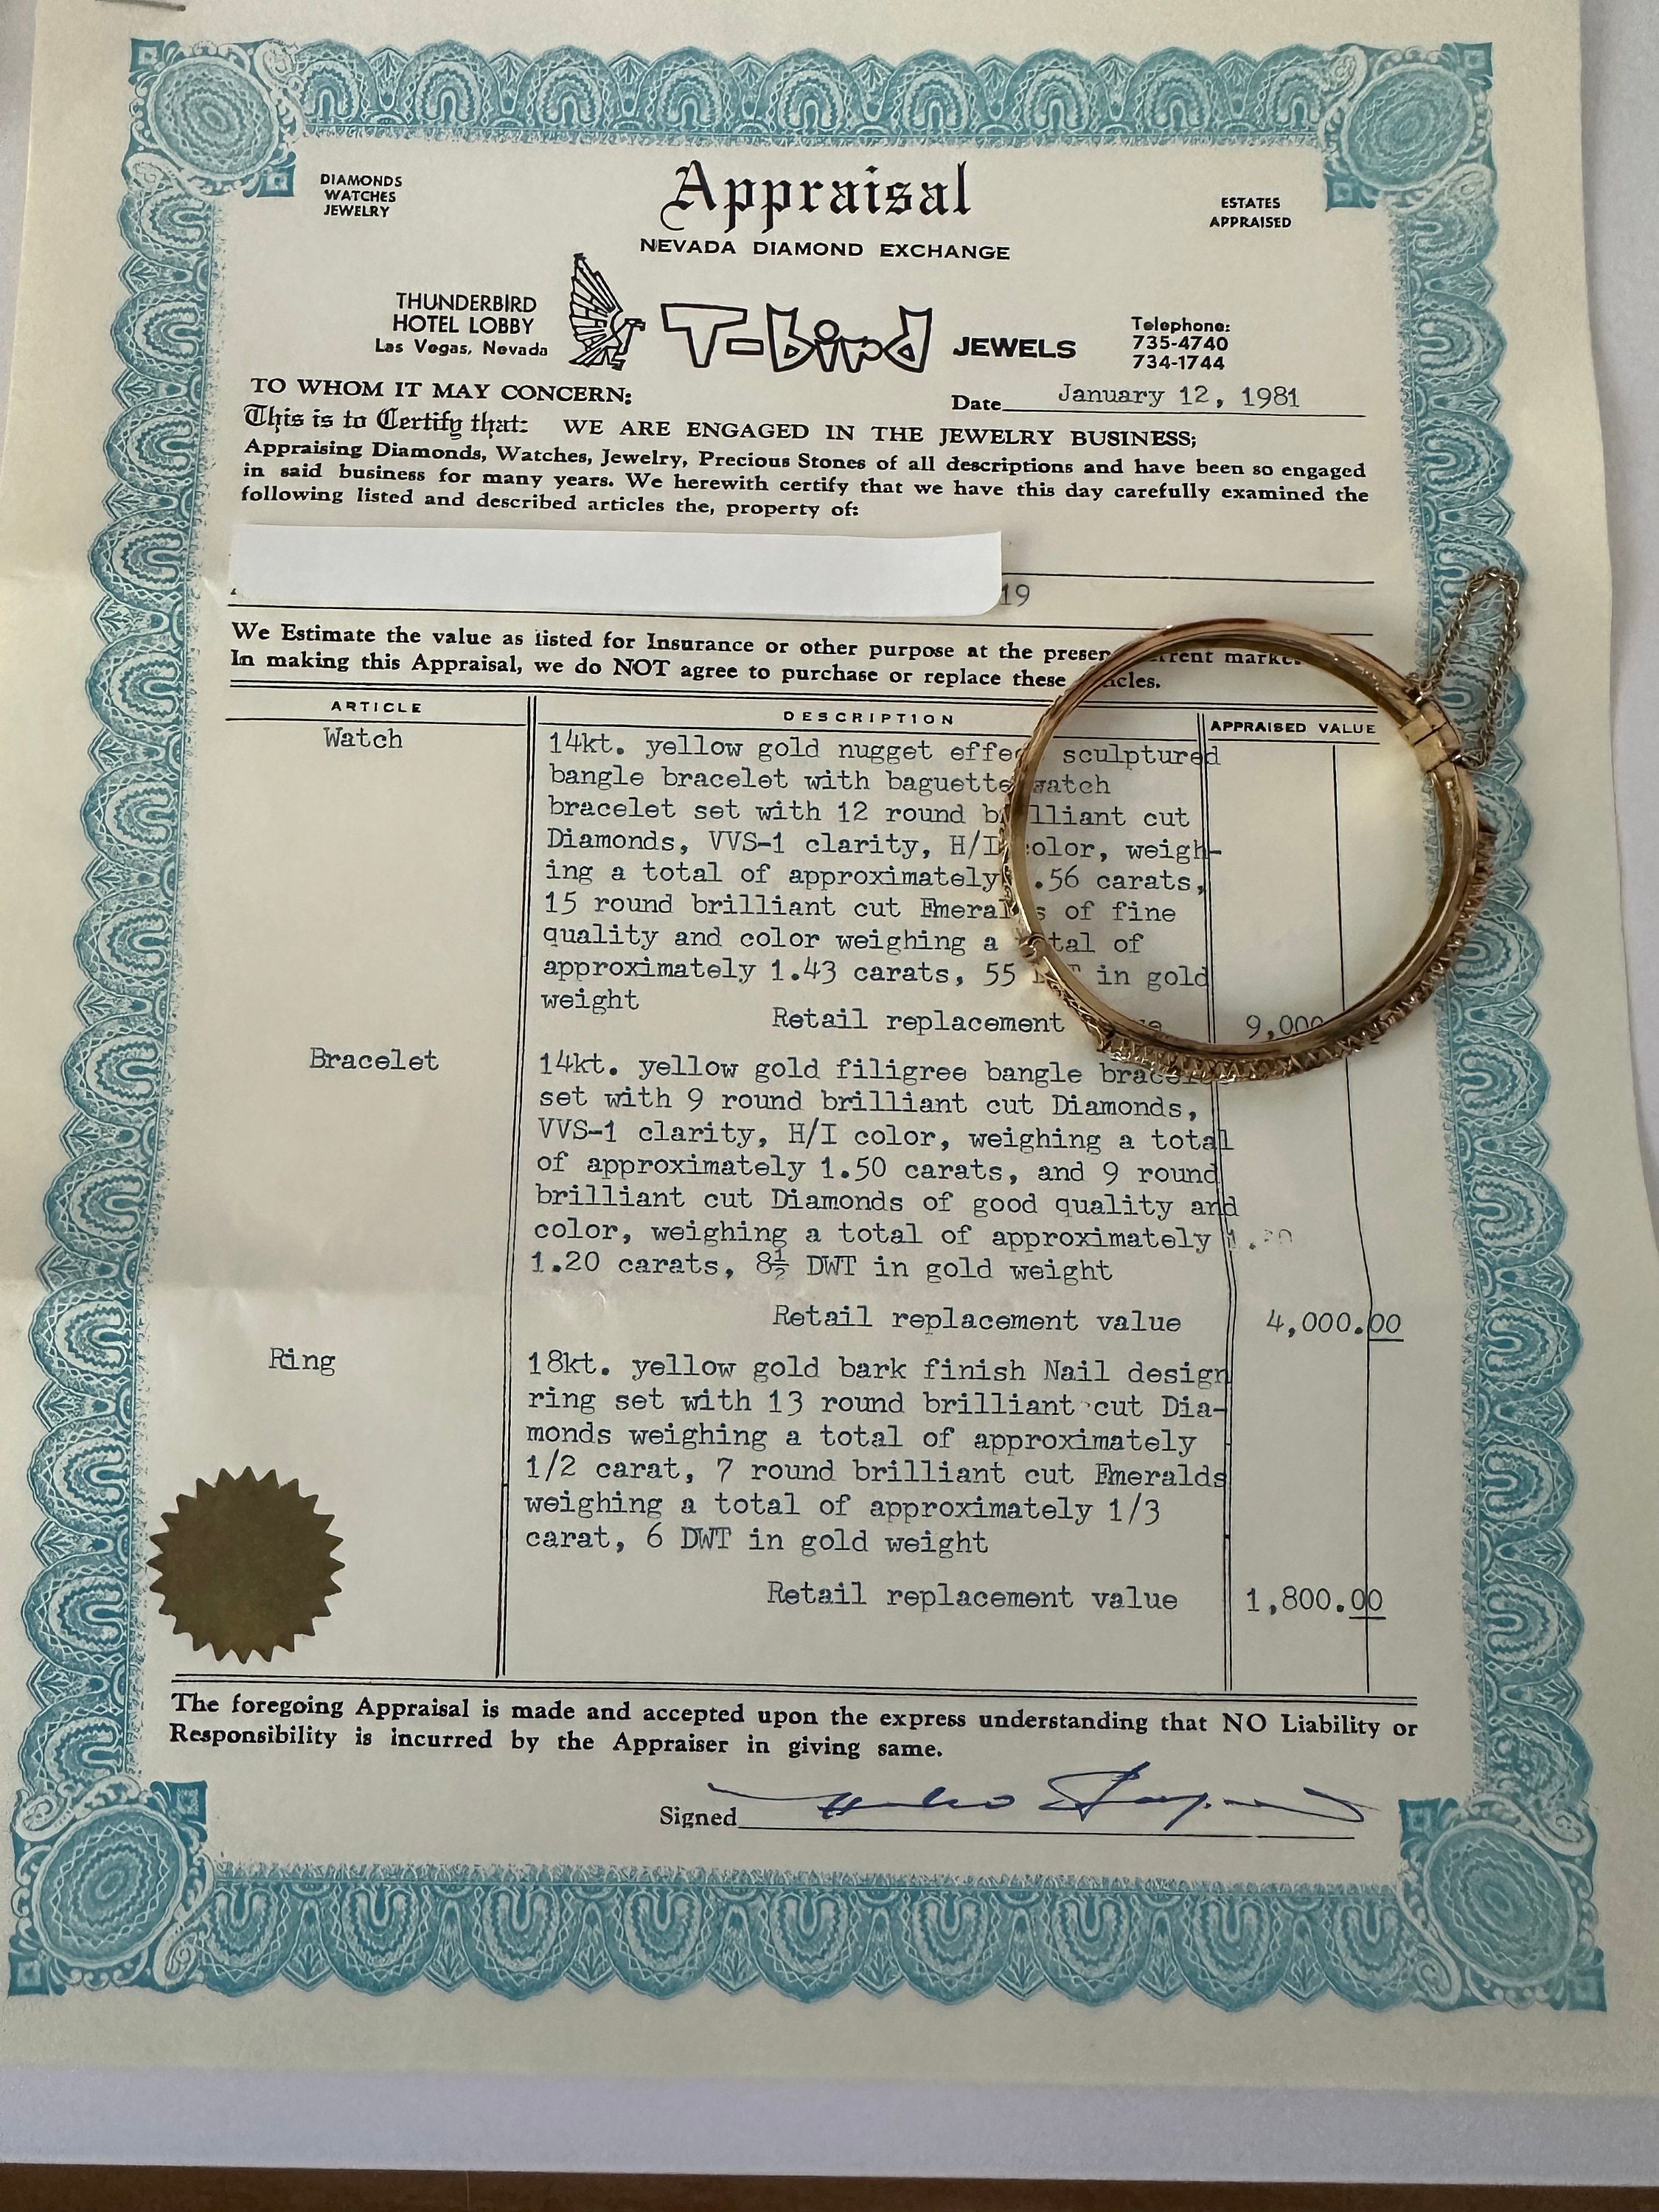 DIAMONDS
WATCHES
JEWELRY
Appraisal
ESTATES
APPRAISED
NEVADA DIAMOND EXCHANGE
THUNDERBIRD
HOTEL LOBBY
Las Vegas, Nevada
T-bird JEWELS
Telephone:
735-4740
734-1744
TO WHOM IT MAY CONCERN:
Date January 12, 1981
This is to Certify that: WE ARE ENGAGED IN THE JEWELRY BUSINESS;
Appraising Diamonds, Watches, Jewelry, Precious Stones of all descriptions and have been so engaged
in said business for many years. We herewith certify that we have this day carefully examined the
following listed and described articles the, property of:
19
We Estimate the value as listed for Insurance or other purpose at the
In making this Appraisal, we do NOT agree to purchase or replace these
ARTICLE DESCRIPTION APPRAISED VALUE
Watch 14kt. yellow gold nugget sculptured
bangle bracelet with baguette watch
bracelet set with 12 round brilliant cut
Diamonds, VVS-1 clarity, H/I color, weigh-
ing a total of approximately .56 carats,
15 round brilliant cut Emeralds of fine
quality and color weighing a total of
approximately 1.43 carats, 55 in gold
weight
Retail replacement 9,000
Bracelet 14kt. yellow gold filigree bangle
set with 9 round brilliant cut Diamonds,
VVS-1 clarity, H/I color, weighing a total
of approximately 1.50 carats, and 9 round
brilliant cut Diamonds of good quality and
color, weighing a total of approximately
1.20 carats, 8½ DWT in gold weight
Retail replacement value 4,000.00
Ring 18kt. yellow gold bark finish Nail design
ring set with 13 round brilliant cut Dia-
monds weighing a total of approximately
1/2 carat, 7 round brilliant cut Emeralds
weighing a total of approximately 1/3
carat, 6 DWT in gold weight
Retail replacement value 1,800.00
The foregoing Appraisal is made and accepted upon the express understanding that NO Liability or
Responsibility is incurred by the Appraiser in giving same.
Signed